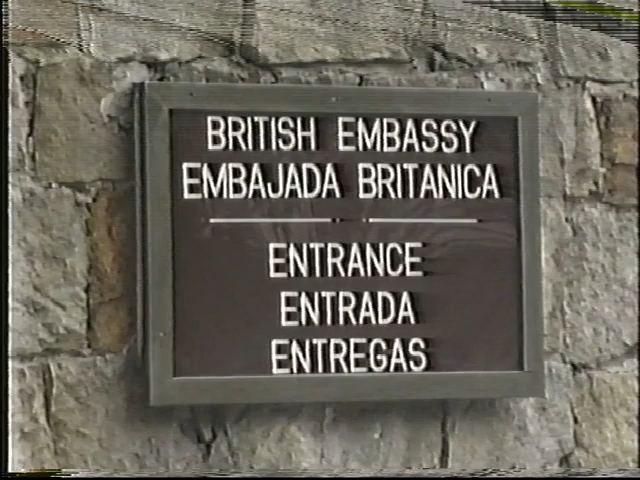 BRITISH EMBASSY
EMBAJADA BRITANICA
ENTRANCE
ENTRADA
ENTREGAS